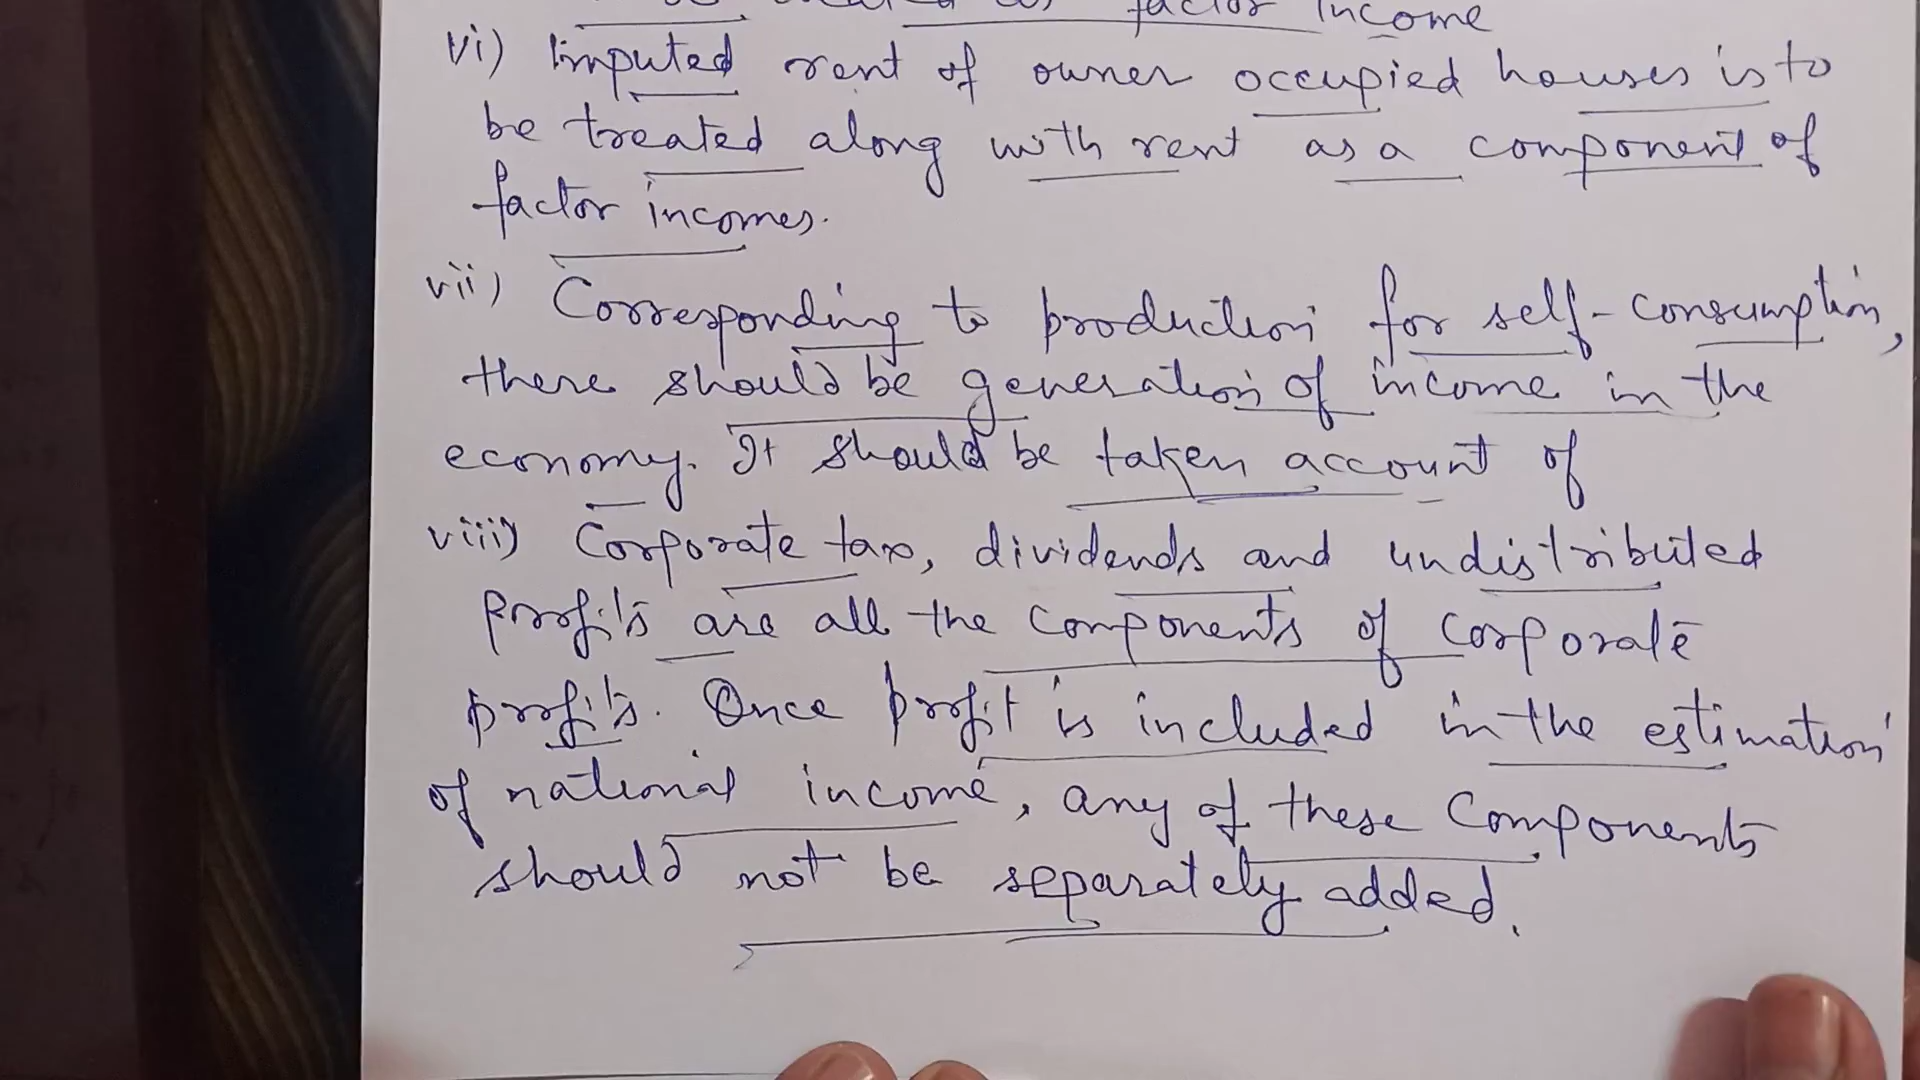 factor income
vi) Imputed rent of owner occupied houses is to
be treated along with rent as a component of
factor incomes.
vii) Corresponding to production for self-consumption,
there should be generation of income in the
economy. It should be taken account of
viii) Corporate tax, dividends and undistributed
profits are all the components of corporate
profits. Once profit is included in the estimation
of national income, any of these components
should not be separately added.